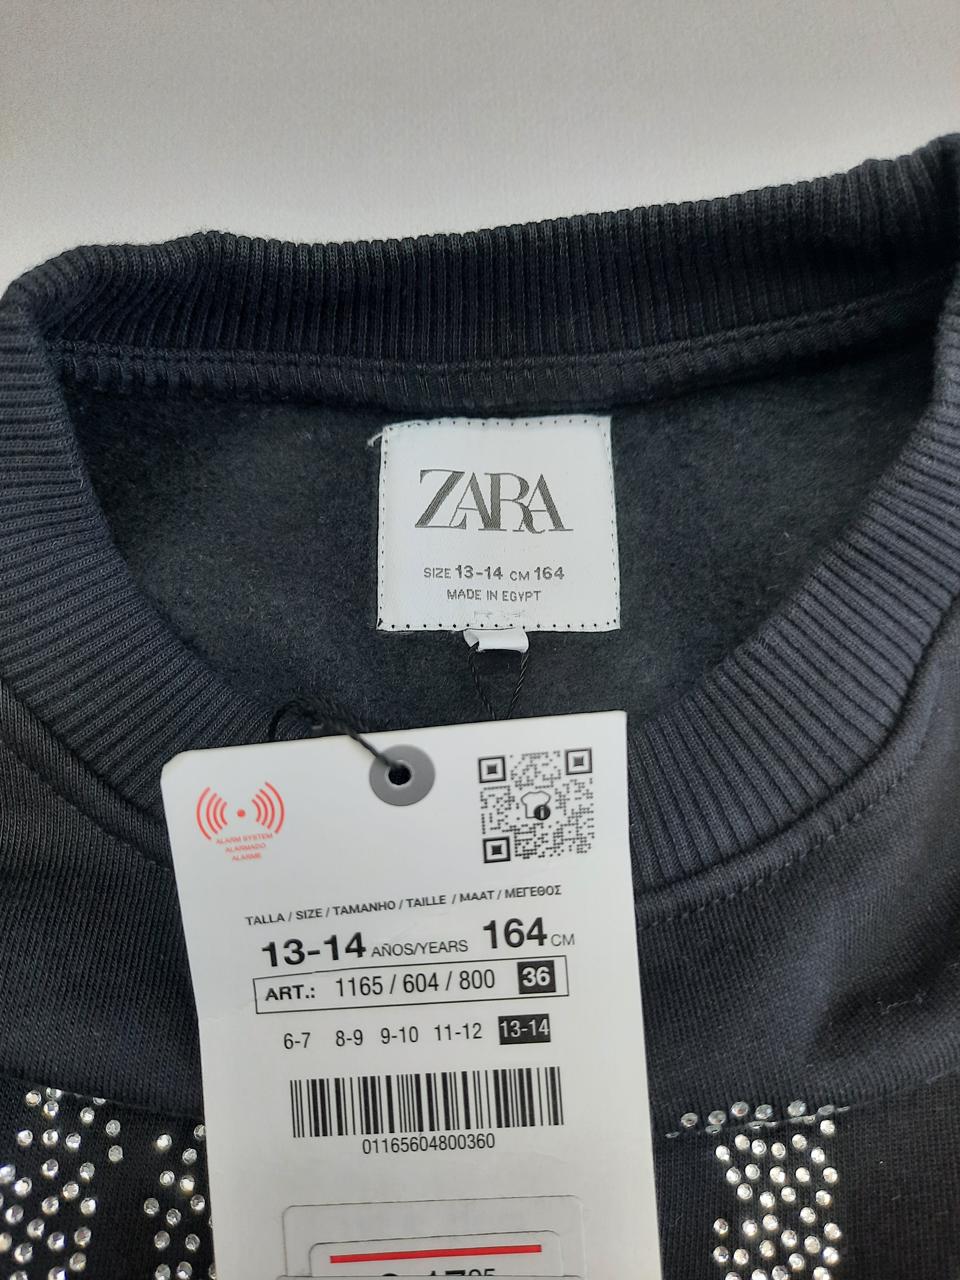 ZARA
SIZE 13-14 CM 164
MADE IN EGYPT
ALARM SYSTEM
ALARMADO
ALARME
TALLA / SIZE / TAMANHO / TAILLE / MAAT / ΜΕΓΕΘΟΣ
13-14 AÑOS/YEARS 164 CM
ART.: 1165 / 604 / 800 36
6-7 8-9 9-10 11-12 13-14
01165604800360